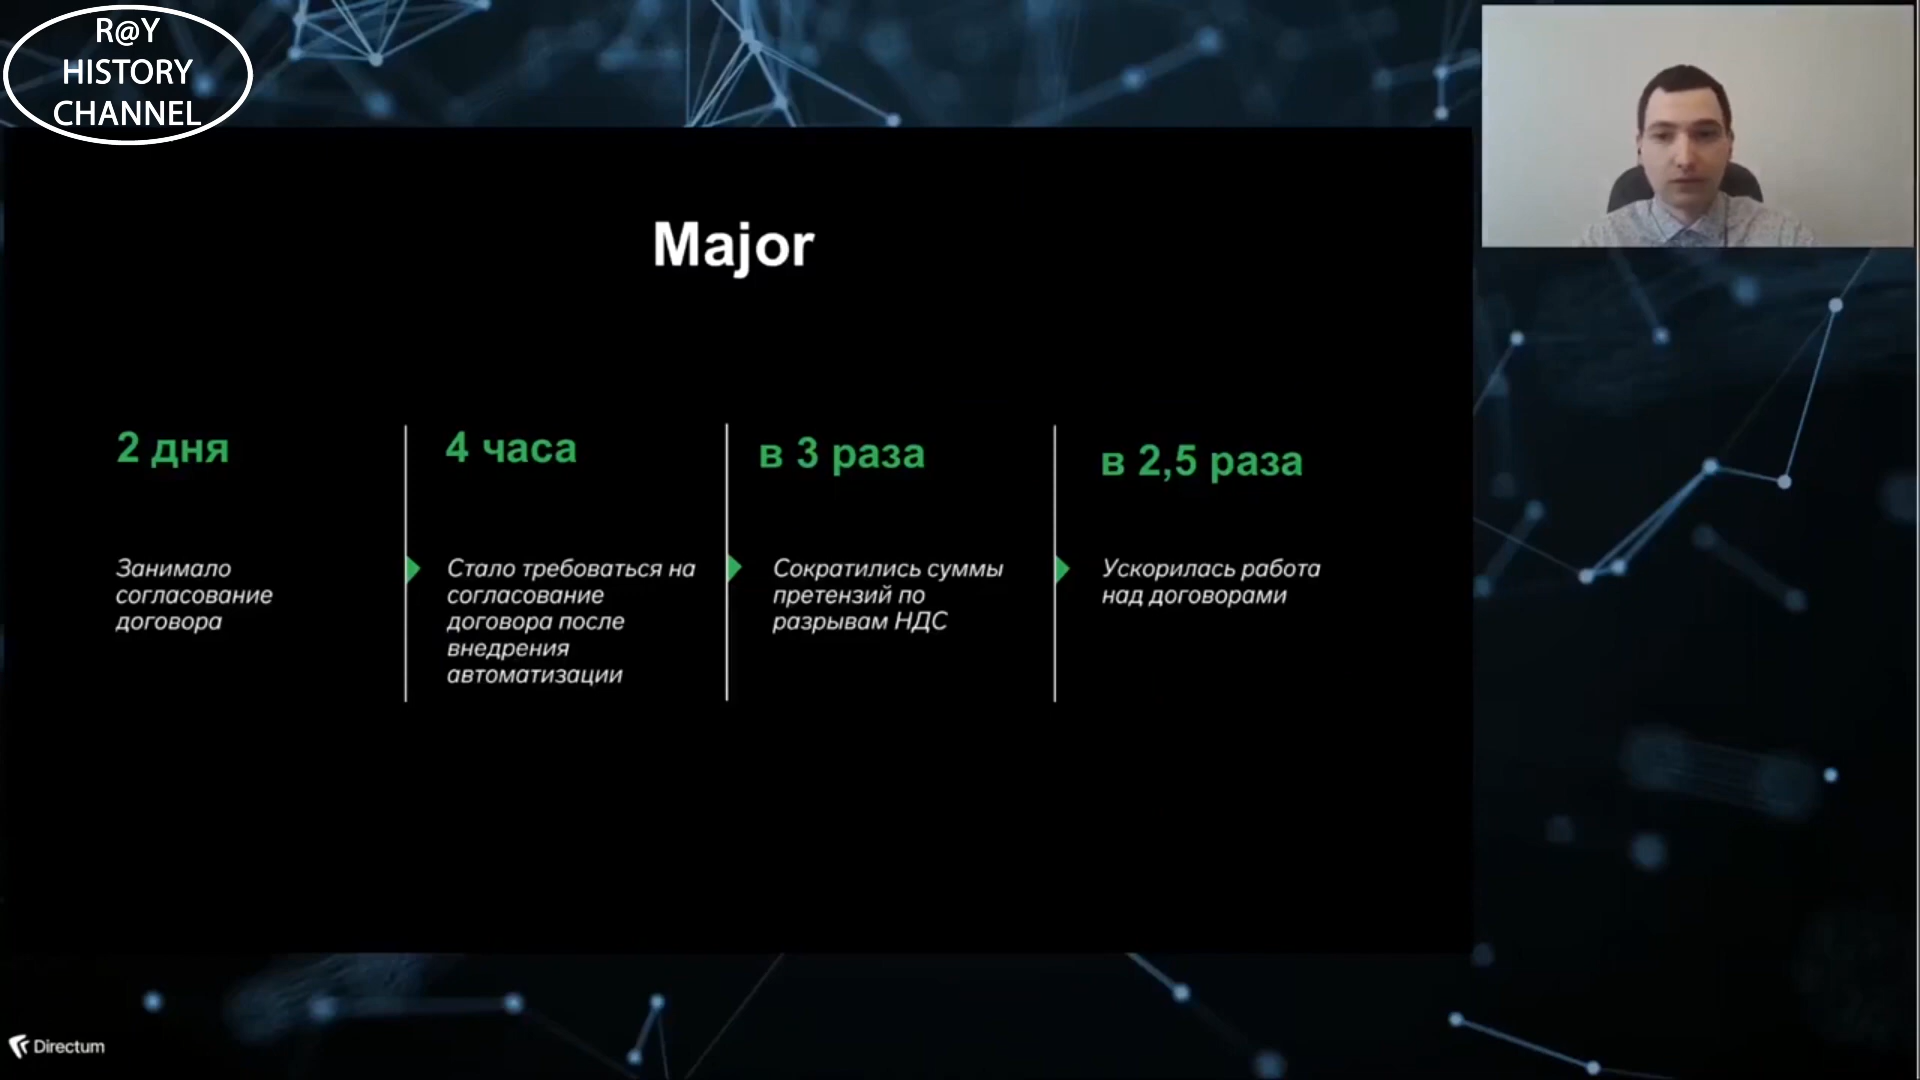 R@Y
HISTORY
CHANNEL
Major
2 дня
Занимало
согласование
договора
4 часа
Стало требоваться на
согласование
договора после
внедрения
автоматизации
в 3 раза
Сократились суммы
претензий по
разрывам НДС
в 2,5 раза
Ускорилась работа
над договорами
Directum